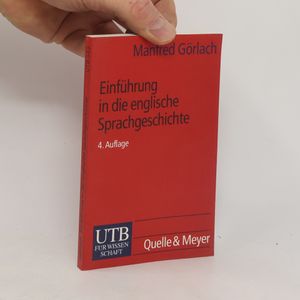 Manfred Görlach
Einführung
in die englische
Sprachgeschichte
4. Auflage
UTB
FÜR WISSEN
SCHAFT
Quelle & Meyer